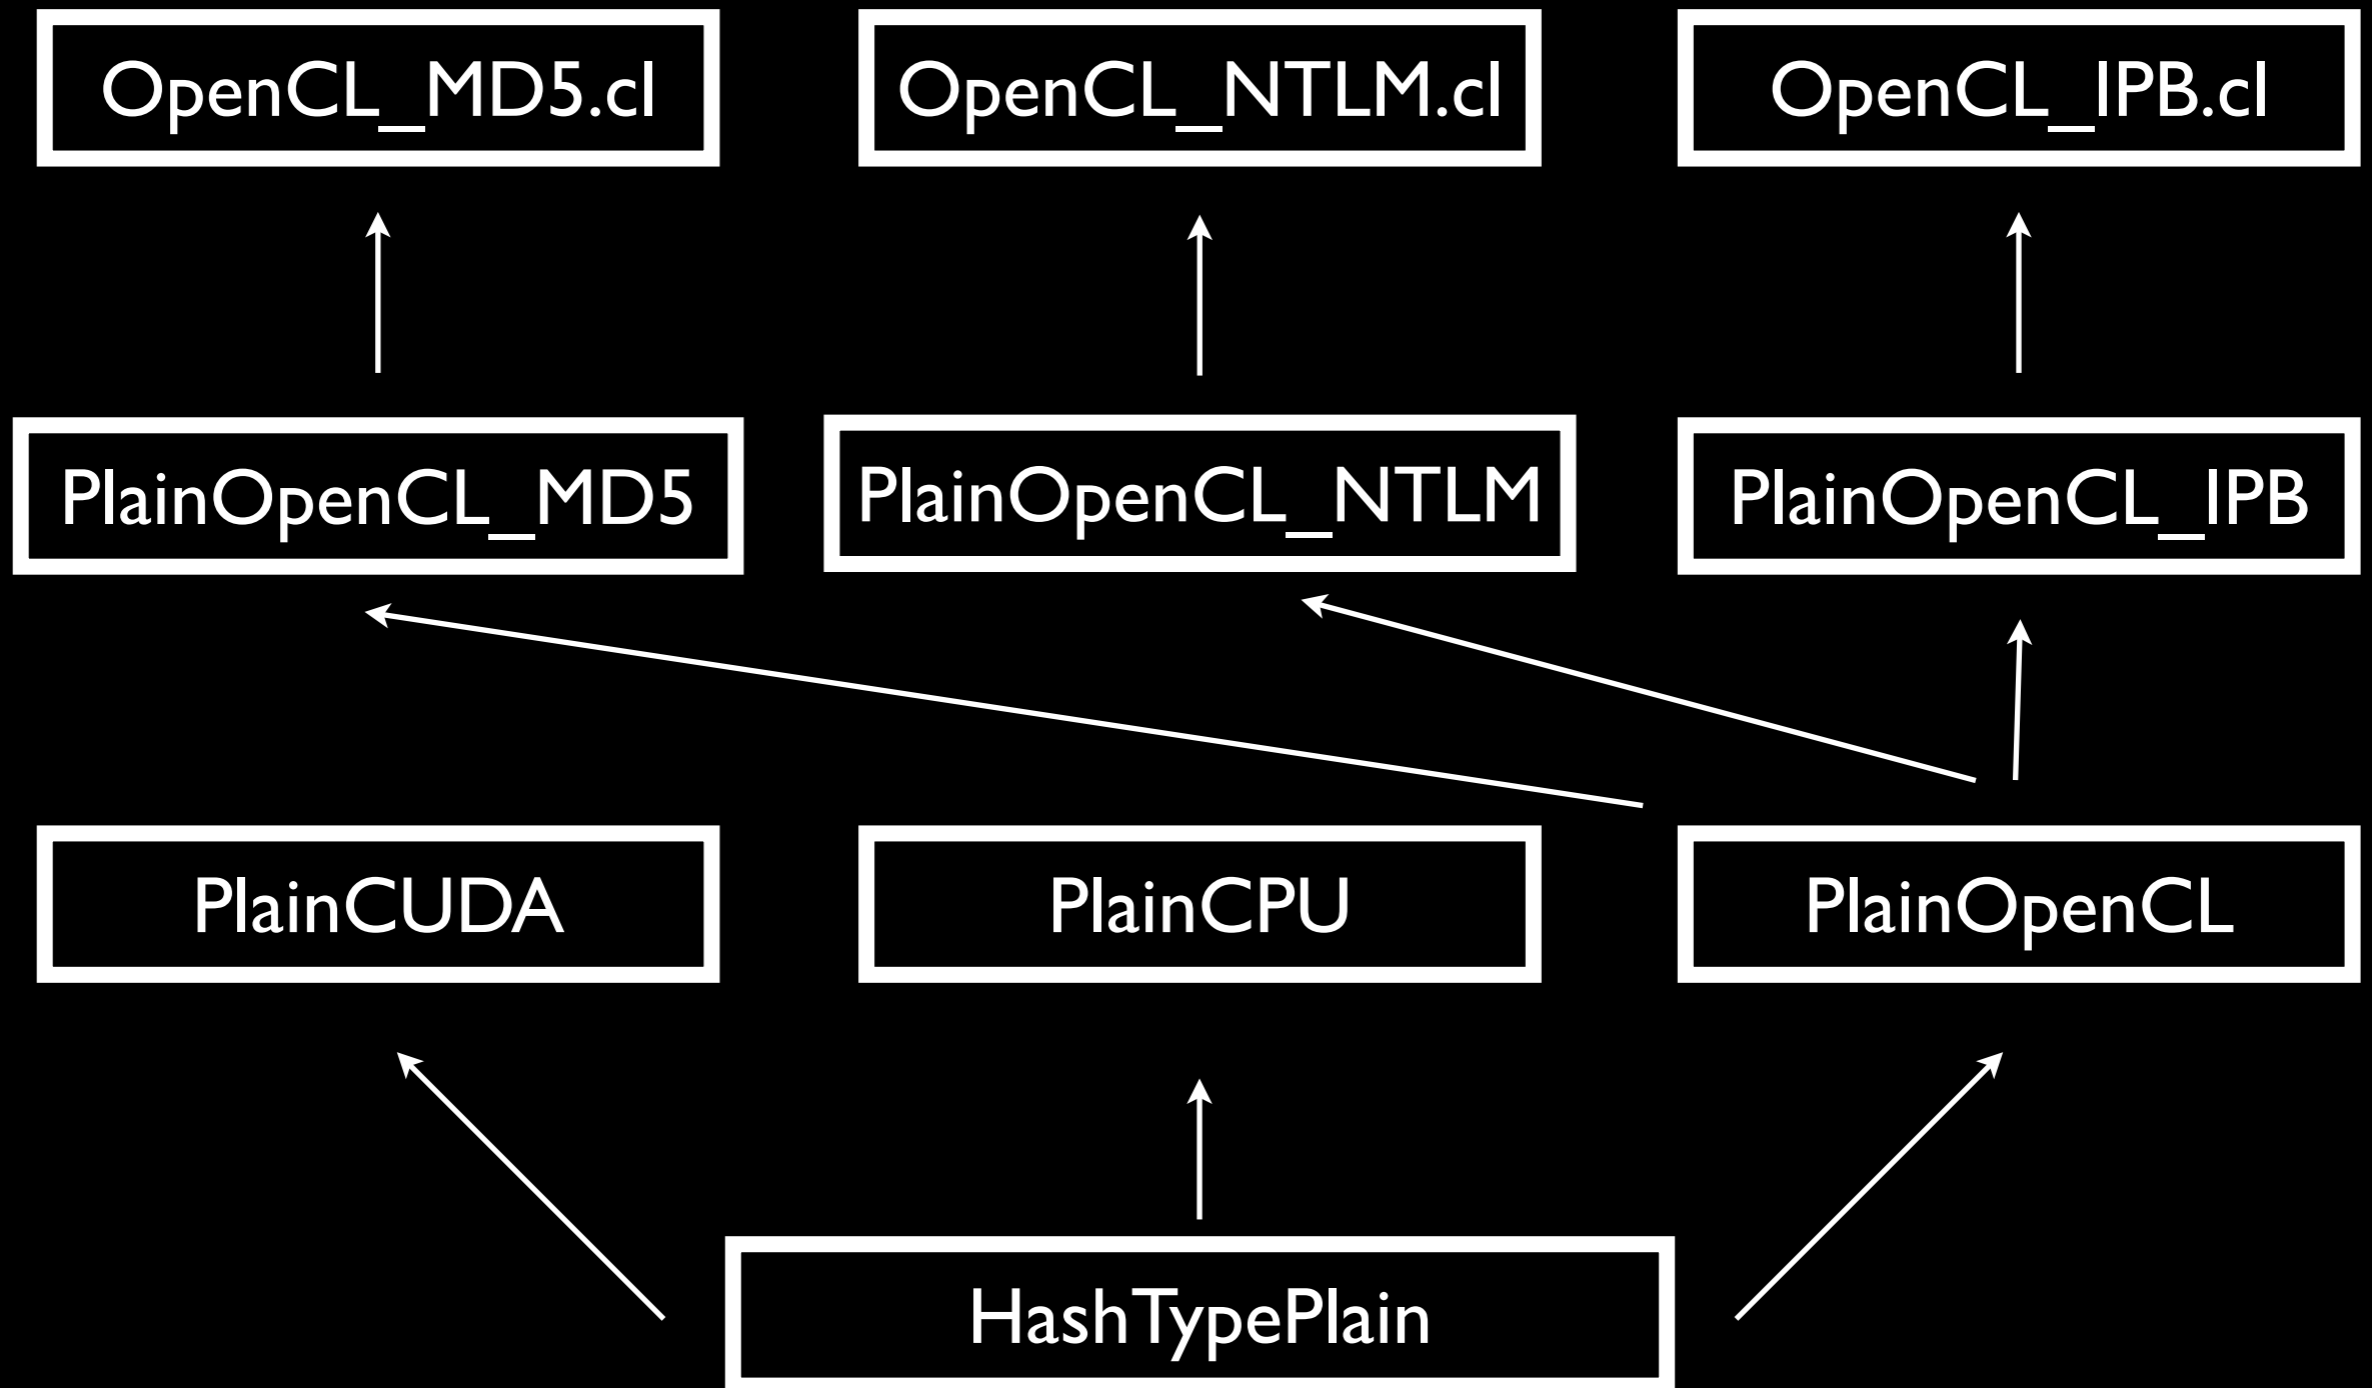 OpenCL_MD5.cl
OpenCL_NTLM.cl
OpenCL_IPB.cl
PlainOpenCL_MD5
PlainOpenCL_NTLM
PlainOpenCL_IPB
PlainCUDA
PlainCPU
PlainOpenCL
HashTypePlain